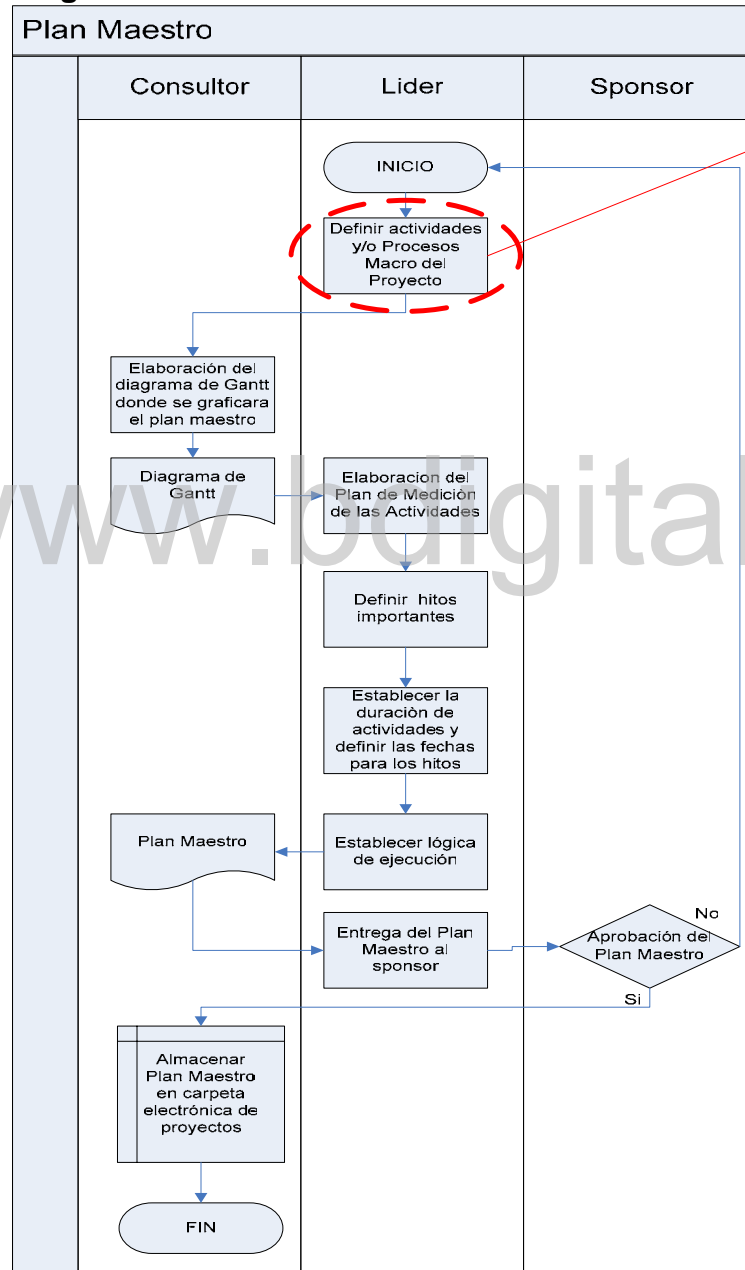 Plan Maestro
Consultor
Lider
Sponsor
INICIO
Definir actividades
y/o Procesos
Macro del
Proyecto
Elaboración del
diagrama de Gantt
donde se graficara
el plan maestro
Diagrama de
Gantt
Elaboracion del
Plan de Mediciòn
de las Actividades
www.bdigital
Definir hitos
importantes
Establecer la
duraciòn de
actividades y
definir las fechas
para los hitos
Plan Maestro
Establecer lógica
de ejecución
Entrega del Plan
Maestro al
sponsor
No
Aprobación del
Plan Maestro
Si
Almacenar
Plan Maestro
en carpeta
electrónica de
proyectos
FIN